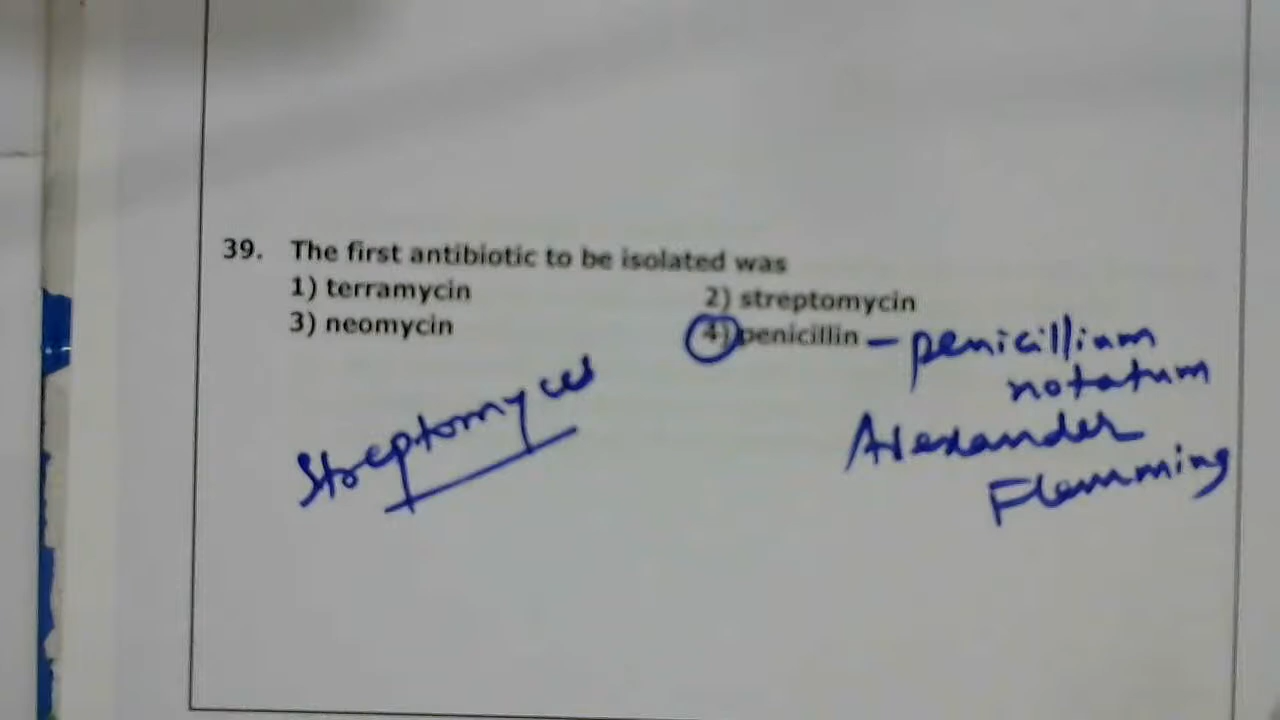 39. The first antibiotic to be isolated was
1) terramycin 2) streptomycin
3) neomycin 4) penicillin – penicillium
notatum
Streptomyces
Alexander
Flemming